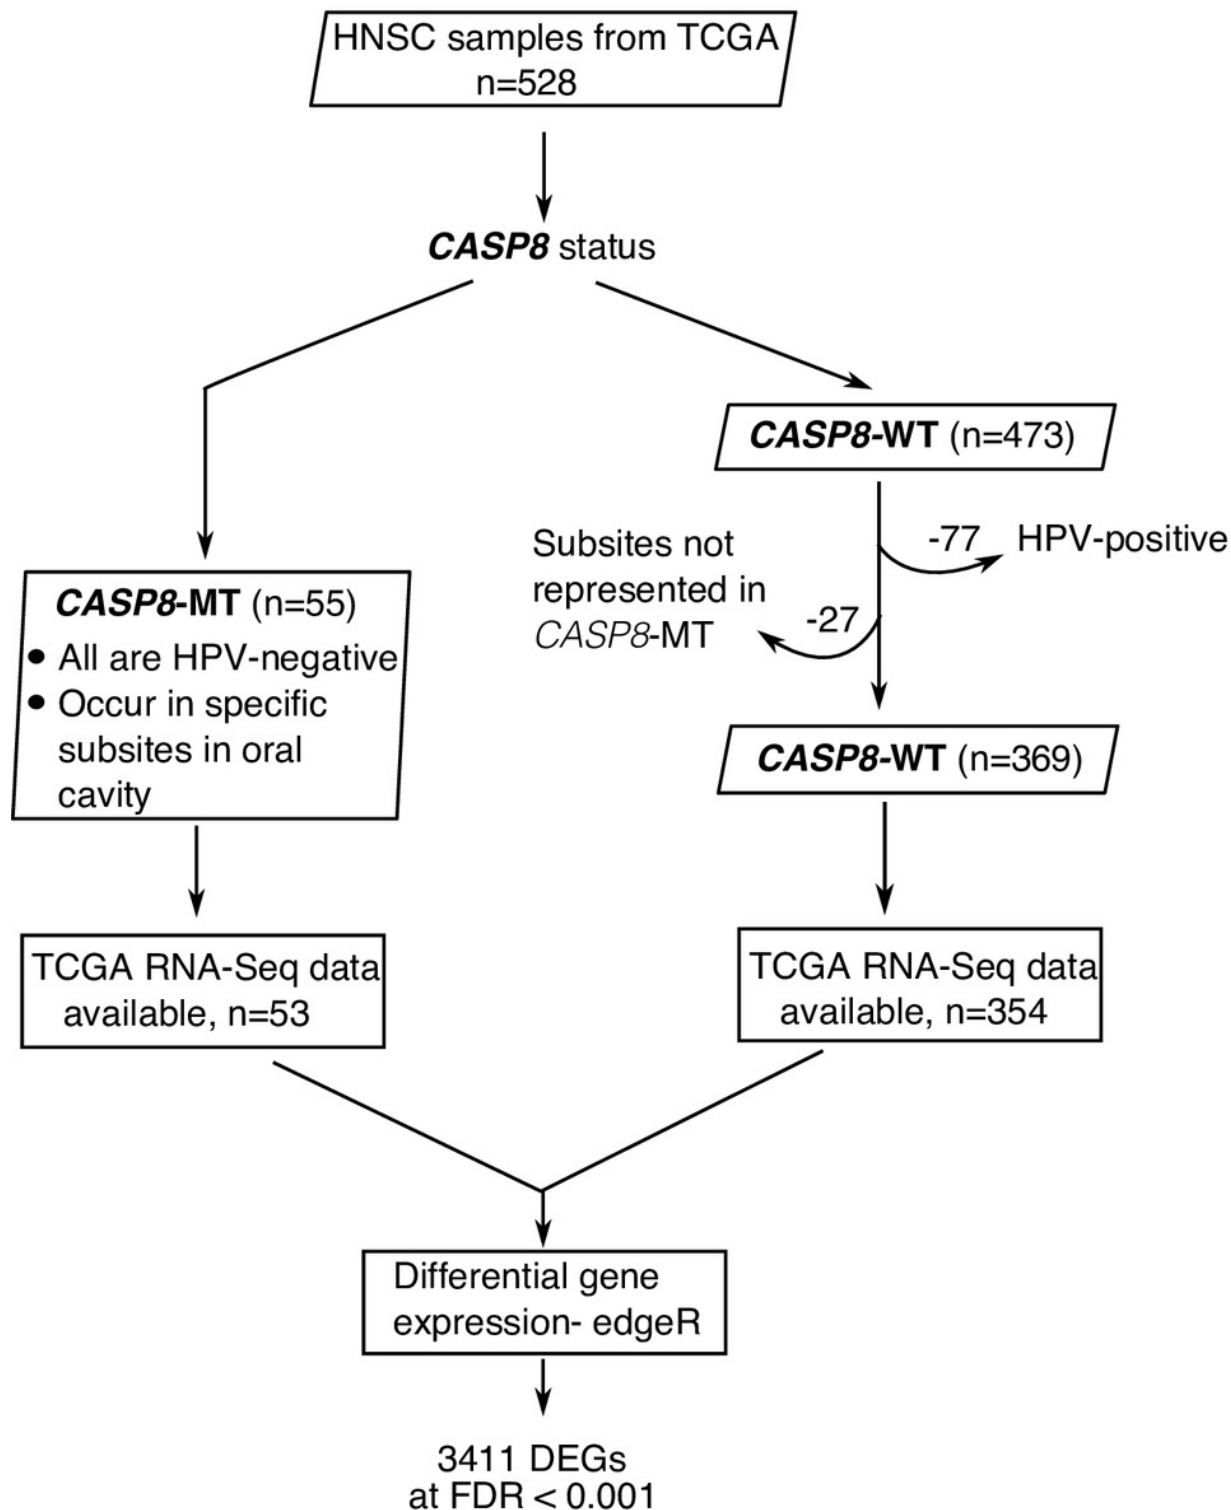 HNSC samples from TCGA
n=528
CASP8 status
CASP8-WT (n=473)
-77
HPV-positive
Subsites not
represented in
CASP8-MT
-27
CASP8-MT (n=55)
• All are HPV-negative
• Occur in specific
subsites in oral
cavity
CASP8-WT (n=369)
TCGA RNA-Seq data
available, n=53
TCGA RNA-Seq data
available, n=354
Differential gene
expression- edgeR
3411 DEGs
at FDR < 0.001